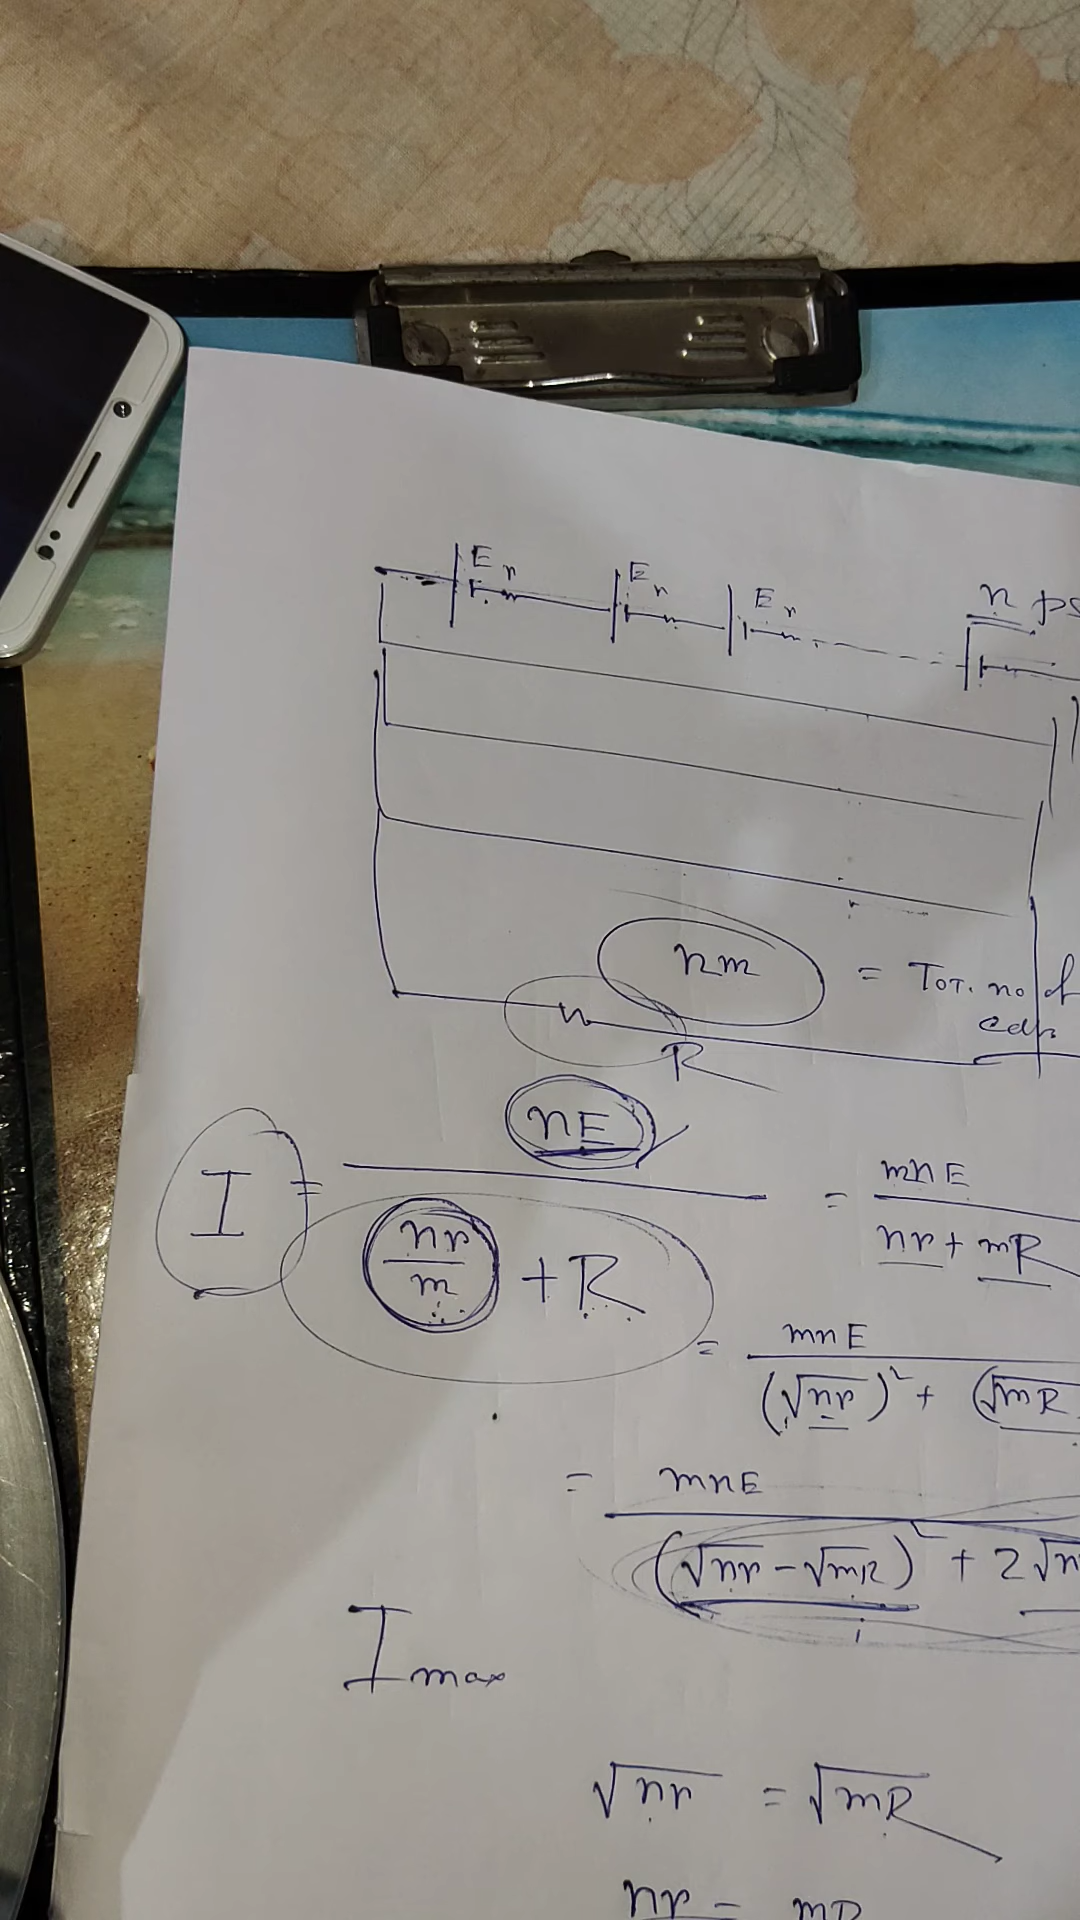 E r E r E r n ps
nm = TOT. no of
cells
R
I = nE / (nr/m + R) = mnE / (nr + mR)
= mnE / ((√nr)² + (√mR
= mnE / ((√nr - √mR)² + 2√n
I max
√nr = √mR
nr = mR